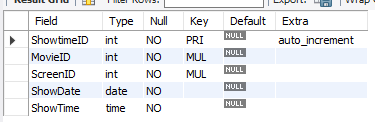 Result Grid Filter Rows: Export: Wrap C
Field Type Null Key Default Extra
ShowtimeID int NO PRI NULL auto_increment
MovieID int NO MUL NULL
ScreenID int NO MUL NULL
ShowDate date NO NULL
ShowTime time NO NULL